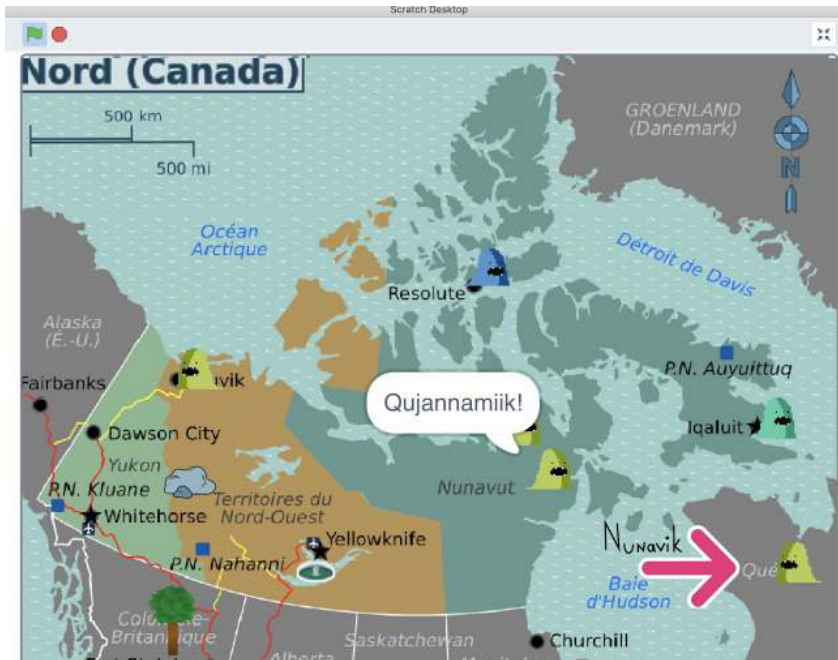 Scratch Desktop
Nord (Canada)
500 km
500 mi
GROENLAND
(Danemark)
N
Océan
Arctique
Détroit de Davis
Resolute
Alaska
(É.-U.)
P.N. Auyuittuq
Fairbanks
Qujannamiik!
Iqaluit
Dawson City
Yukon
P.N. Kluane
Nunavut
Territoires du
Nord-Ouest
Whitehorse
Yellowknife
NUNAVIK
P.N. Nahanni
Qué
Baie
d'Hudson
Britannique
Saskatchewan
Churchill
Alberta